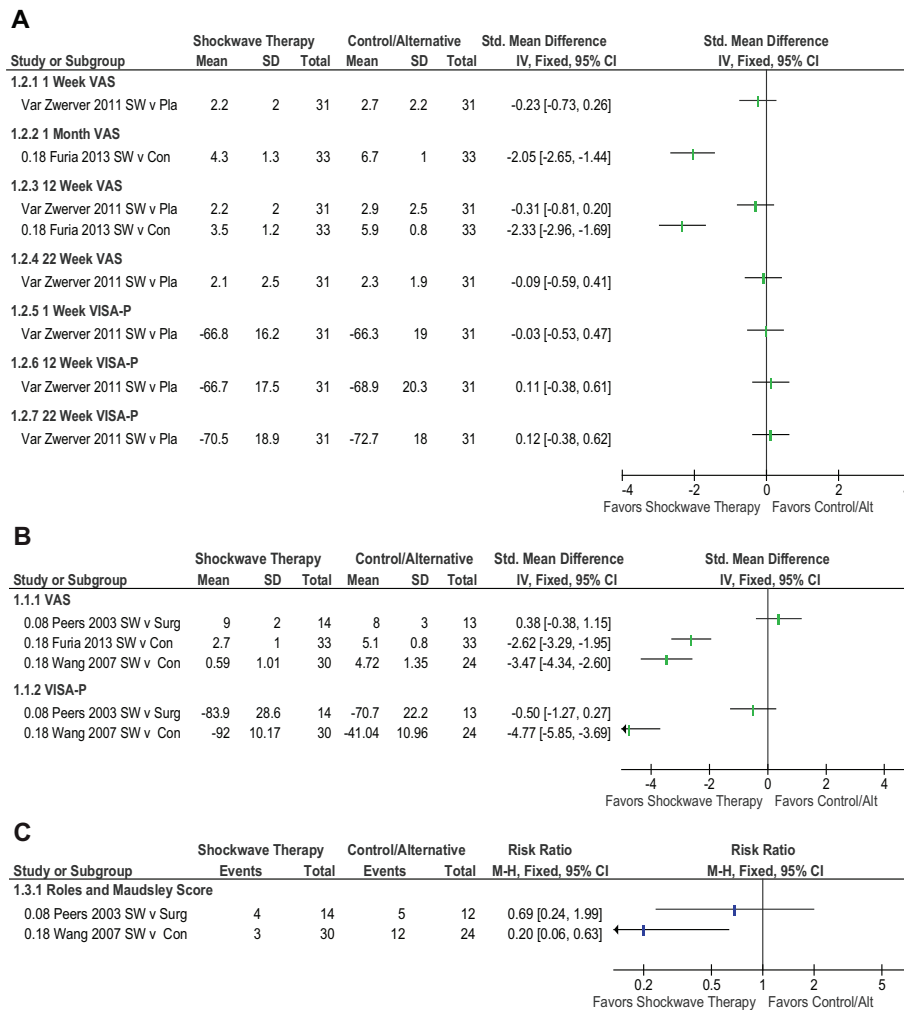 A
Shockwave Therapy Control/Alternative Std. Mean Difference Std. Mean Difference
Study or Subgroup Mean SD Total Mean SD Total IV, Fixed, 95% CI IV, Fixed, 95% CI
1.2.1 1 Week VAS
Var Zwerver 2011 SW v Pla 2.2 2 31 2.7 2.2 31 -0.23 [-0.73, 0.26]
1.2.2 1 Month VAS
0.18 Furia 2013 SW v Con 4.3 1.3 33 6.7 1 33 -2.05 [-2.65, -1.44]
1.2.3 12 Week VAS
Var Zwerver 2011 SW v Pla 2.2 2 31 2.9 2.5 31 -0.31 [-0.81, 0.20]
0.18 Furia 2013 SW v Con 3.5 1.2 33 5.9 0.8 33 -2.33 [-2.96, -1.69]
1.2.4 22 Week VAS
Var Zwerver 2011 SW v Pla 2.1 2.5 31 2.3 1.9 31 -0.09 [-0.59, 0.41]
1.2.5 1 Week VISA-P
Var Zwerver 2011 SW v Pla -66.8 16.2 31 -66.3 19 31 -0.03 [-0.53, 0.47]
1.2.6 12 Week VISA-P
Var Zwerver 2011 SW v Pla -66.7 17.5 31 -68.9 20.3 31 0.11 [-0.38, 0.61]
1.2.7 22 Week VISA-P
Var Zwerver 2011 SW v Pla -70.5 18.9 31 -72.7 18 31 0.12 [-0.38, 0.62]
-4 -2 0 2
Favors Shockwave Therapy Favors Control/Alt
B
Shockwave Therapy Control/Alternative Std. Mean Difference Std. Mean Difference
Study or Subgroup Mean SD Total Mean SD Total IV, Fixed, 95% CI IV, Fixed, 95% CI
1.1.1 VAS
0.08 Peers 2003 SW v Surg 9 2 14 8 3 13 0.38 [-0.38, 1.15]
0.18 Furia 2013 SW v Con 2.7 1 33 5.1 0.8 33 -2.62 [-3.29, -1.95]
0.18 Wang 2007 SW v Con 0.59 1.01 30 4.72 1.35 24 -3.47 [-4.34, -2.60]
1.1.2 VISA-P
0.08 Peers 2003 SW v Surg -83.9 28.6 14 -70.7 22.2 13 -0.50 [-1.27, 0.27]
0.18 Wang 2007 SW v Con -92 10.17 30 -41.04 10.96 24 -4.77 [-5.85, -3.69]
-4 -2 0 2 4
Favors Shockwave Therapy Favors Control/Alt
C
Shockwave Therapy Control/Alternative Risk Ratio Risk Ratio
Study or Subgroup Events Total Events Total M-H, Fixed, 95% CI M-H, Fixed, 95% CI
1.3.1 Roles and Maudsley Score
0.08 Peers 2003 SW v Surg 4 14 5 12 0.69 [0.24, 1.99]
0.18 Wang 2007 SW v Con 3 30 12 24 0.20 [0.06, 0.63]
0.2 0.5 1 2 5
Favors Shockwave Therapy Favors Control/Alt